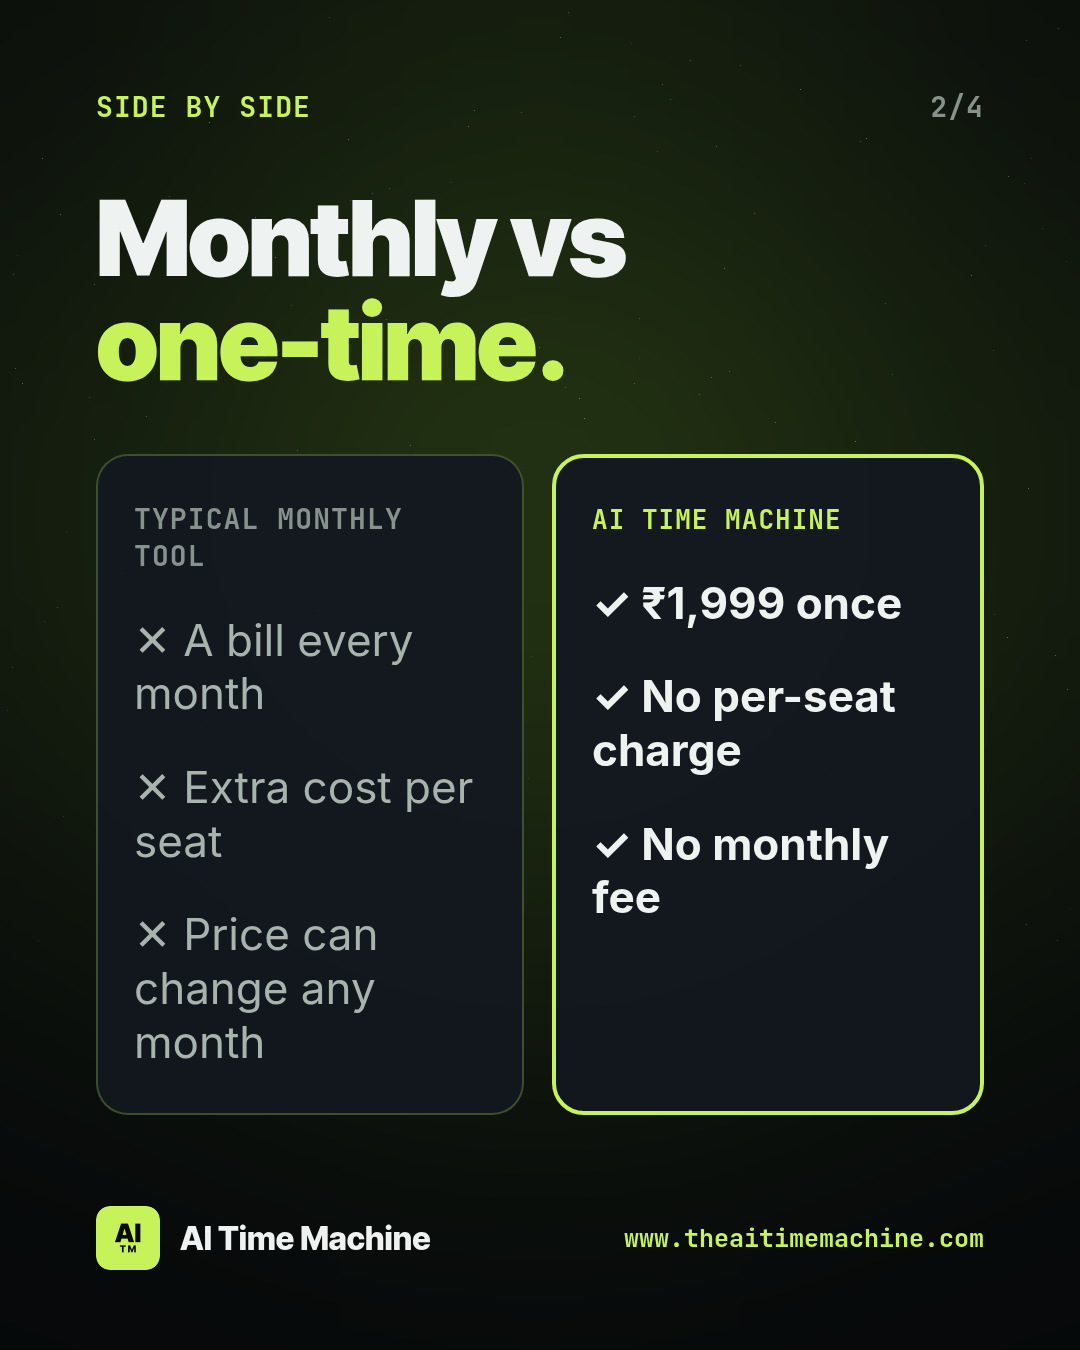 SIDE BY SIDE
2/4
Monthly vs
one-time.
TYPICAL MONTHLY
TOOL
✕ A bill every
month
✕ Extra cost per
seat
✕ Price can
change any
month
AI TIME MACHINE
✓ ₹1,999 once
✓ No per-seat
charge
✓ No monthly
fee
AI
TM
AI Time Machine
www.theaitimemachine.com